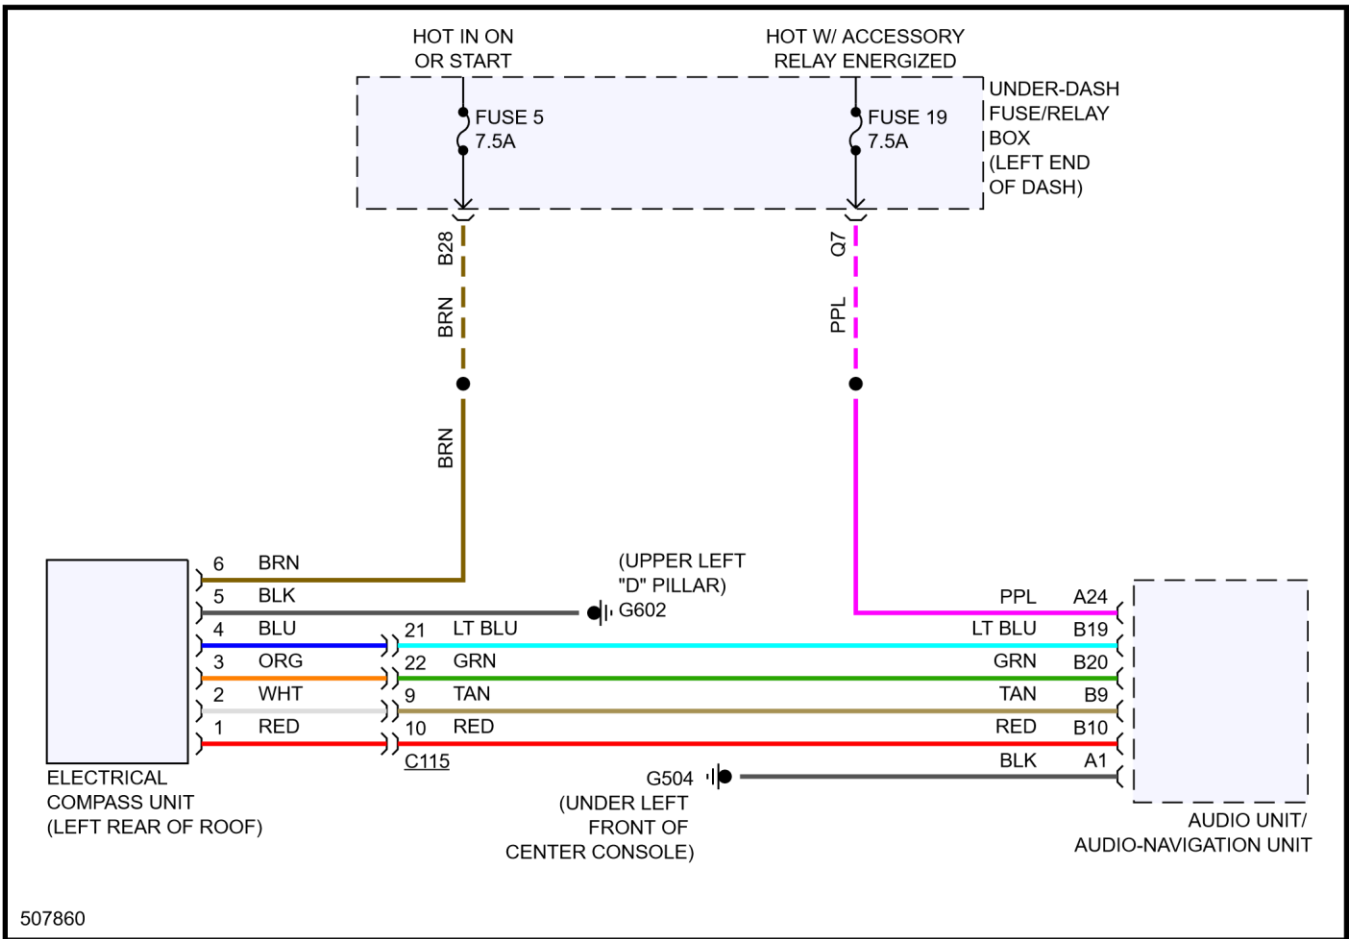 HOT IN ON
OR START
HOT W/ ACCESSORY
RELAY ENERGIZED
FUSE 5
7.5A
FUSE 19
7.5A
UNDER-DASH
FUSE/RELAY
BOX
(LEFT END
OF DASH)
B28
BRN
BRN
Q7
PPL
6 BRN
5 BLK
4 BLU
3 ORG
2 WHT
1 RED
(UPPER LEFT
"D" PILLAR)
G602
21 LT BLU
22 GRN
9 TAN
10 RED
C115
PPL A24
LT BLU B19
GRN B20
TAN B9
RED B10
BLK A1
ELECTRICAL
COMPASS UNIT
(LEFT REAR OF ROOF)
G504
(UNDER LEFT
FRONT OF
CENTER CONSOLE)
AUDIO UNIT/
AUDIO-NAVIGATION UNIT
507860